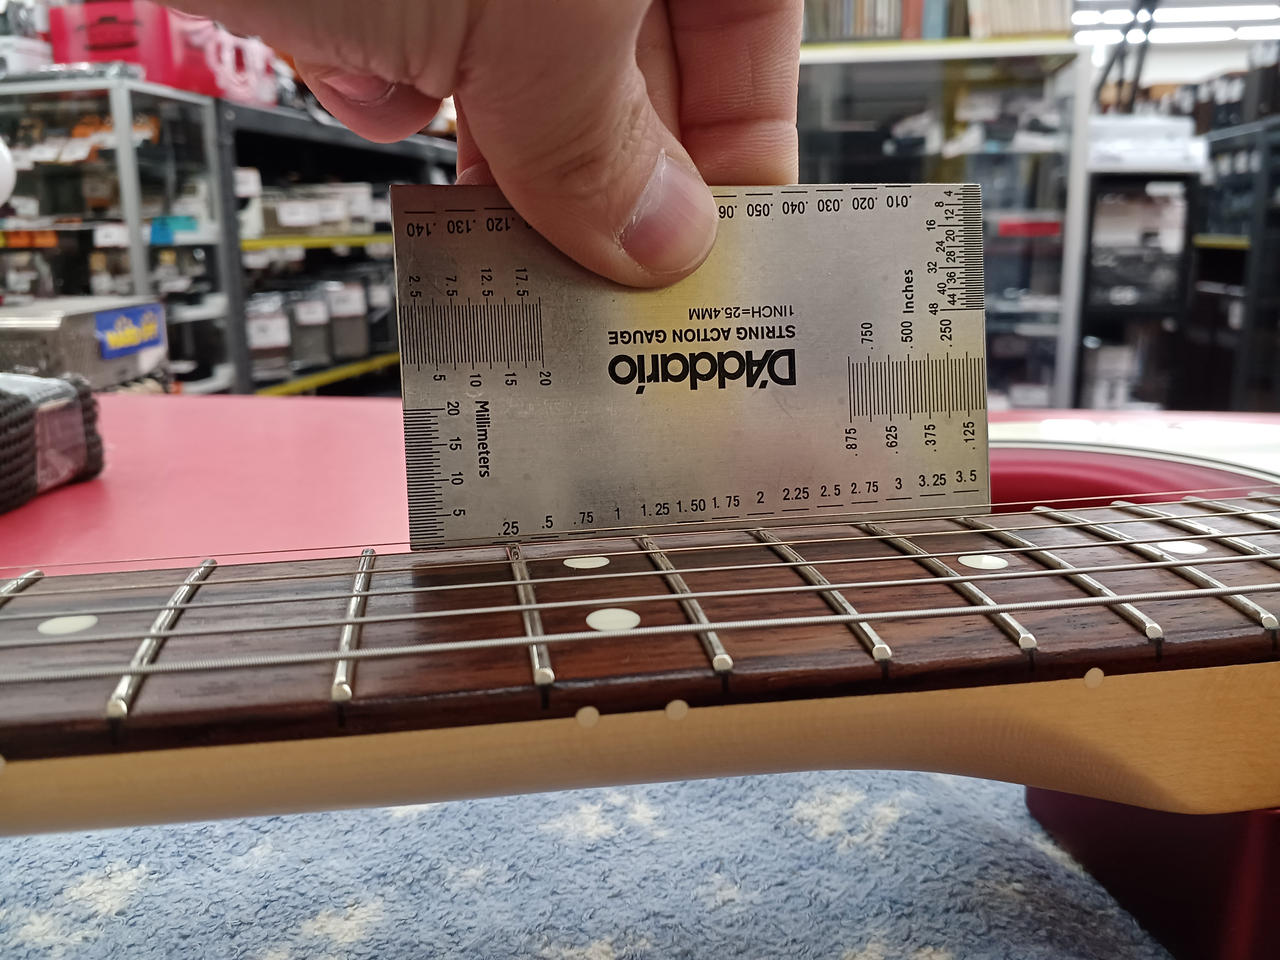 .140 .130 .120 .050 .040 .030 .020 .010
4 8 12 16 20 24 28 32 36 40 44 48
2.5 7.5 12.5 17.5
5 10 15 20
Millimeters
20 15 10 5
1INCH=25.4MM
STRING ACTION GAUGE
D'Addario
Inches
.750 .500 .250
.875 .625 .375 .125
.25 .5 .75 1 1.25 1.50 1.75 2 2.25 2.5 2.75 3 3.25 3.5